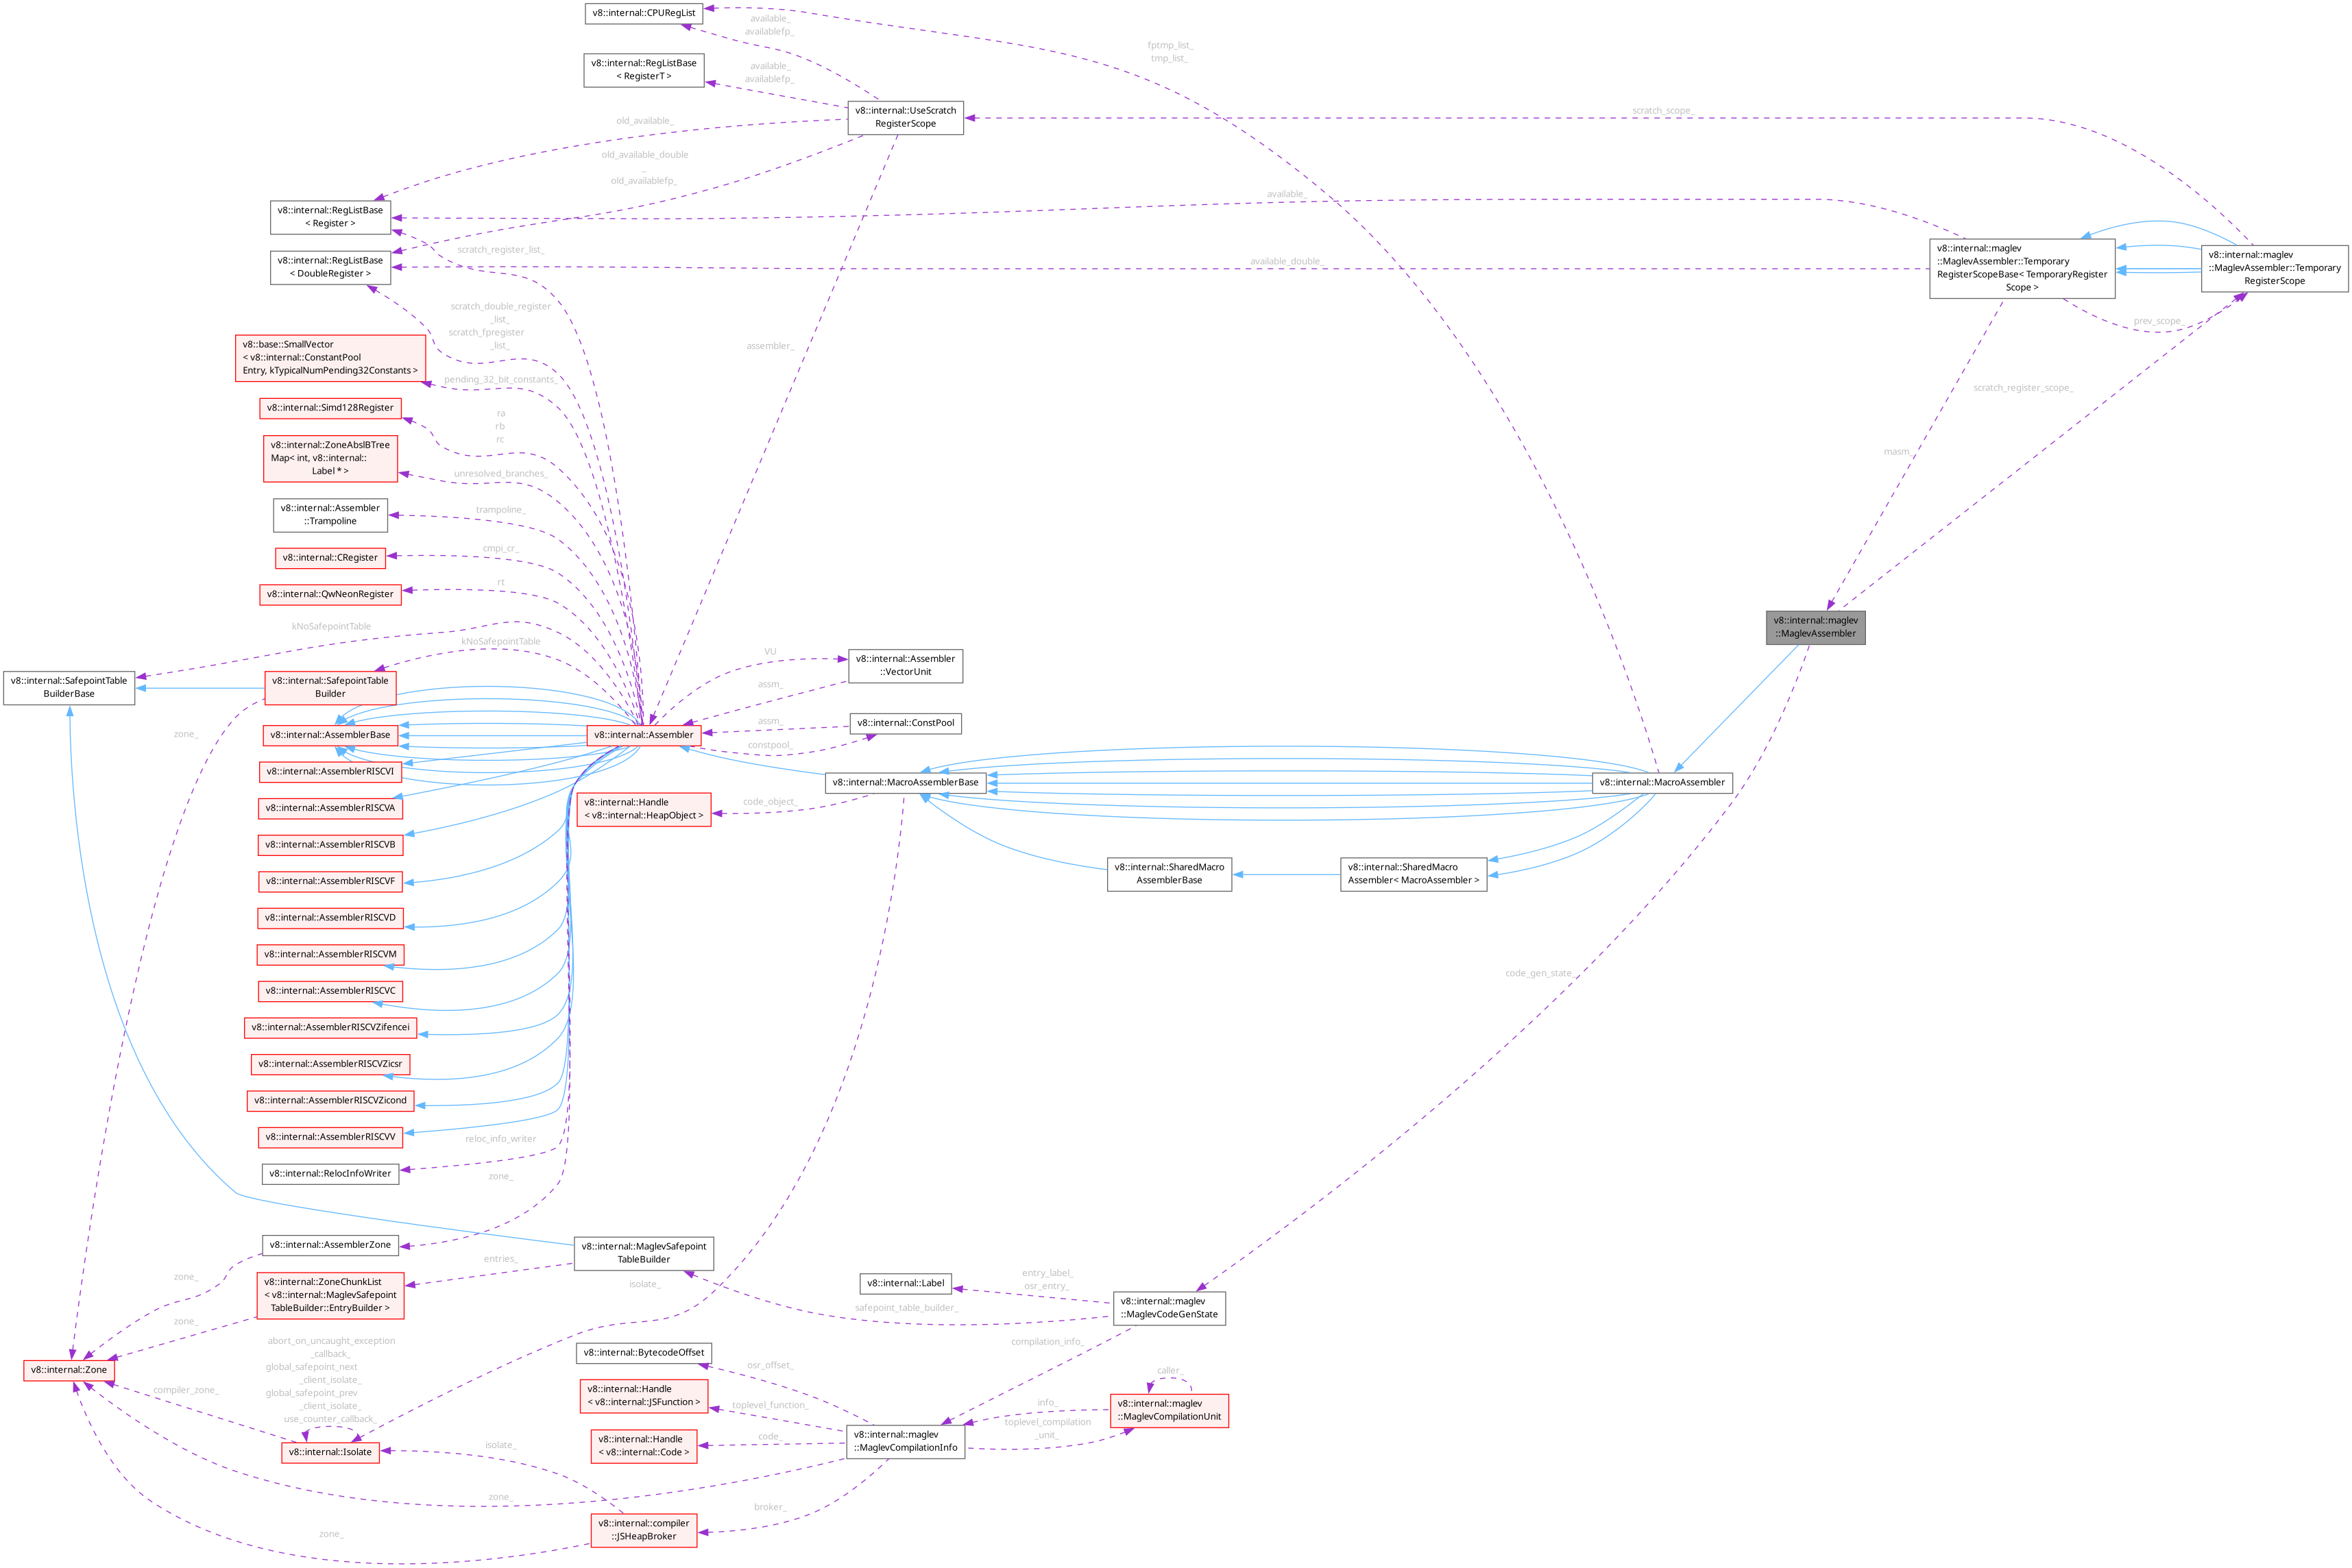 v8::internal::CPURegList
available_
availablefp_
fptmp_list_
tmp_list_
v8::internal::RegListBase
< RegisterT >
available_
availablefp_
v8::internal::UseScratch
RegisterScope
scratch_scope_
old_available_
old_available_double
_
old_availablefp_
v8::internal::RegListBase
< Register >
available_
v8::internal::RegListBase
< DoubleRegister >
scratch_register_list_
available_double_
v8::internal::maglev
::MaglevAssembler::Temporary
RegisterScopeBase< TemporaryRegister
Scope >
v8::internal::maglev
::MaglevAssembler::Temporary
RegisterScope
prev_scope_
scratch_double_register
_list_
scratch_fpregister
_list_
assembler_
v8::base::SmallVector
< v8::internal::ConstantPool
Entry, kTypicalNumPending32Constants >
pending_32_bit_constants_
scratch_register_scope_
v8::internal::Simd128Register
ra
rb
rc
v8::internal::ZoneAbslBTree
Map< int, v8::internal::
Label * >
unresolved_branches_
masm_
v8::internal::Assembler
::Trampoline
trampoline_
v8::internal::CRegister
cmpi_cr_
v8::internal::QwNeonRegister
rt
kNoSafepointTable
kNoSafepointTable
v8::internal::maglev
::MaglevAssembler
v8::internal::SafepointTable
BuilderBase
v8::internal::SafepointTable
Builder
VU
assm_
v8::internal::Assembler
::VectorUnit
zone_
v8::internal::AssemblerBase
v8::internal::Assembler
assm_
constpool_
v8::internal::ConstPool
v8::internal::AssemblerRISCVI
v8::internal::MacroAssemblerBase
v8::internal::MacroAssembler
v8::internal::AssemblerRISCVA
v8::internal::Handle
< v8::internal::HeapObject >
code_object_
v8::internal::AssemblerRISCVB
v8::internal::AssemblerRISCVF
v8::internal::SharedMacro
AssemblerBase
v8::internal::SharedMacro
Assembler< MacroAssembler >
v8::internal::AssemblerRISCVD
v8::internal::AssemblerRISCVM
code_gen_state_
v8::internal::AssemblerRISCVC
v8::internal::AssemblerRISCVZifencei
v8::internal::AssemblerRISCVZicsr
v8::internal::AssemblerRISCVZicond
v8::internal::AssemblerRISCVV
reloc_info_writer
v8::internal::RelocInfoWriter
zone_
v8::internal::AssemblerZone
v8::internal::MaglevSafepoint
TableBuilder
zone_
entries_
v8::internal::ZoneChunkList
< v8::internal::MaglevSafepoint
TableBuilder::EntryBuilder >
isolate_
v8::internal::Label
entry_label_
osr_entry_
safepoint_table_builder_
v8::internal::maglev
::MaglevCodeGenState
zone_
abort_on_uncaught_exception
_callback_
global_safepoint_next
_client_isolate_
global_safepoint_prev
_client_isolate_
use_counter_callback_
compilation_info_
v8::internal::BytecodeOffset
osr_offset_
v8::internal::Zone
compiler_zone_
caller_
v8::internal::Handle
< v8::internal::JSFunction >
toplevel_function_
info_
toplevel_compilation
_unit_
v8::internal::maglev
::MaglevCompilationUnit
v8::internal::Isolate
v8::internal::Handle
< v8::internal::Code >
code_
v8::internal::maglev
::MaglevCompilationInfo
isolate_
zone_
broker_
v8::internal::compiler
::JSHeapBroker
zone_